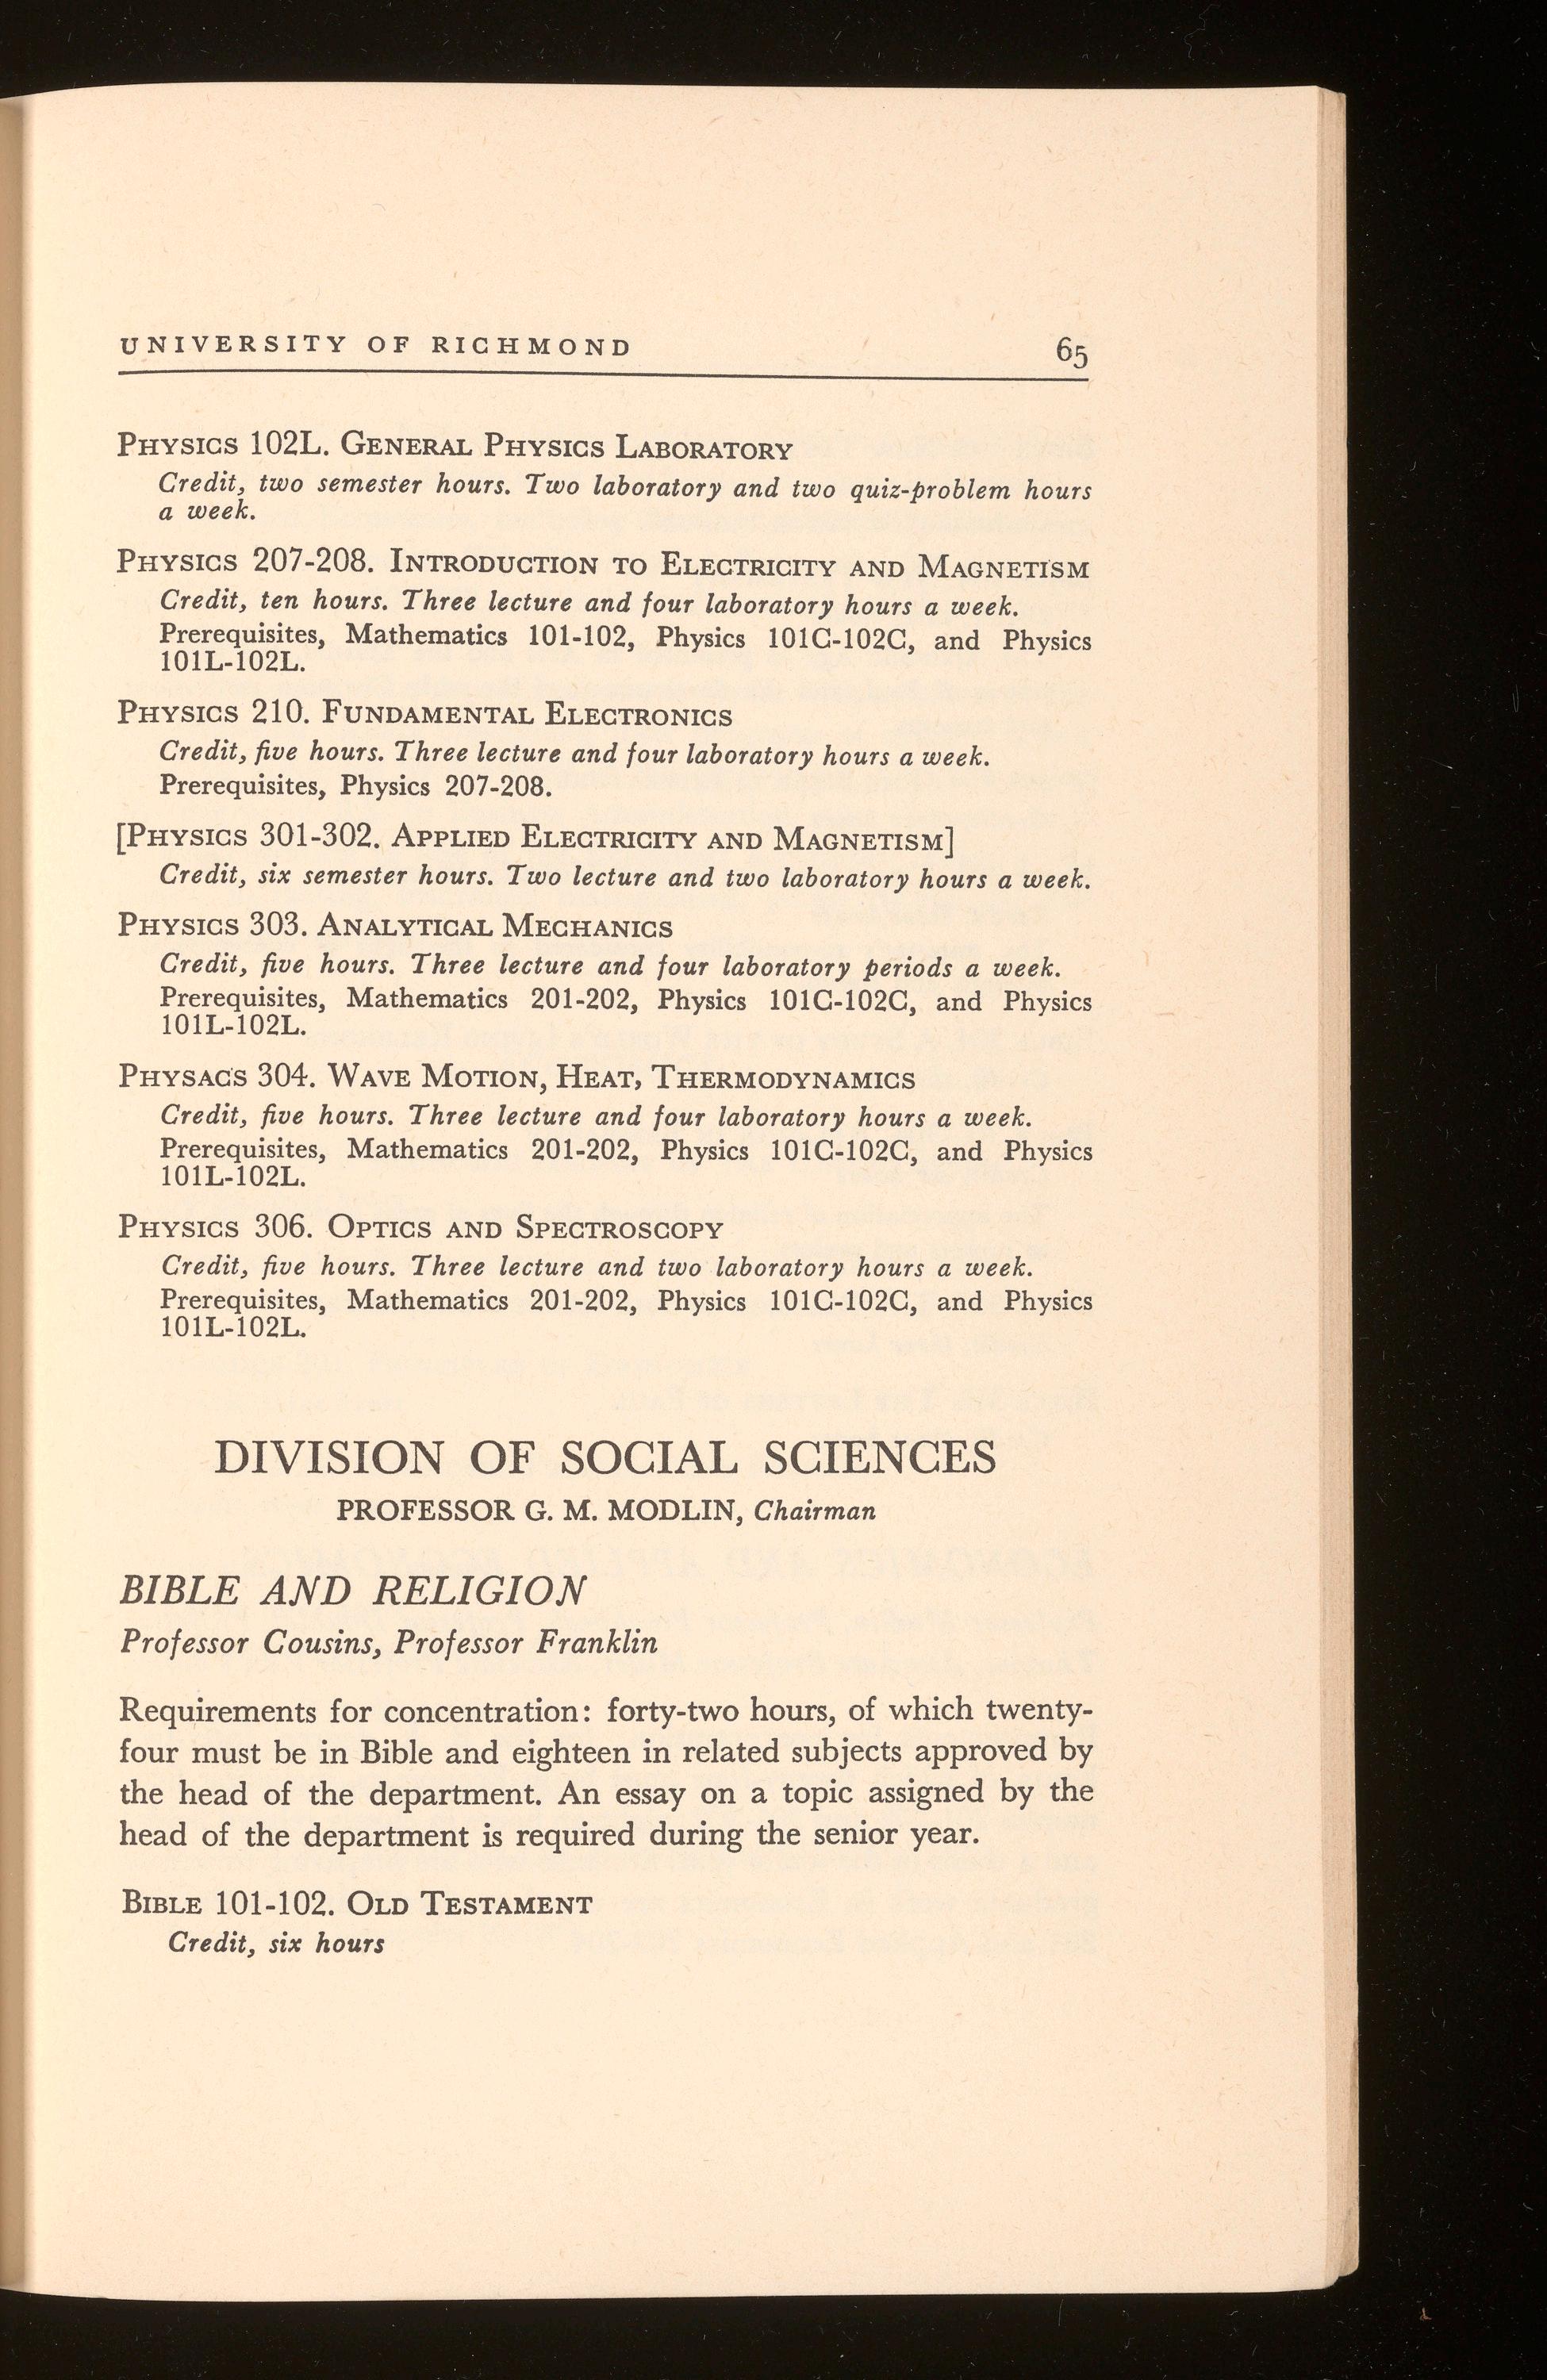 UNIVERSITY OF RICHMOND 65
PHYSICS 102L. GENERAL PHYSICS LABORATORY
Credit, two semester hours. Two laboratory and two quiz-problem hours
a week.
PHYSICS 207-208. INTRODUCTION TO ELECTRICITY AND MAGNETISM
Credit, ten hours. Three lecture and four laboratory hours a week.
Prerequisites, Mathematics 101-102, Physics 101C-102C, and Physics
101L-102L.
PHYSICS 210. FUNDAMENTAL ELECTRONICS
Credit, five hours. Three lecture and four laboratory hours a week.
Prerequisites, Physics 207-208.
[PHYSICS 301-302. APPLIED ELECTRICITY AND MAGNETISM]
Credit, six semester hours. Two lecture and two laboratory hours a week.
PHYSICS 303. ANALYTICAL MECHANICS
Credit, five hours. Three lecture and four laboratory periods a week.
Prerequisites, Mathematics 201-202, Physics 101C-102C, and Physics
101L-102L.
PHYSACS 304. WAVE MOTION, HEAT, THERMODYNAMICS
Credit, five hours. Three lecture and four laboratory hours a week.
Prerequisites, Mathematics 201-202, Physics 101C-102C, and Physics
101L-102L.
PHYSICS 306. OPTICS AND SPECTROSCOPY
Credit, five hours. Three lecture and two laboratory hours a week.
Prerequisites, Mathematics 201-202, Physics 101C-102C, and Physics
101L-102L.
DIVISION OF SOCIAL SCIENCES
PROFESSOR G. M. MODLIN, Chairman
BIBLE AND RELIGION
Professor Cousins, Professor Franklin
Requirements for concentration: forty-two hours, of which twenty-
four must be in Bible and eighteen in related subjects approved by
the head of the department. An essay on a topic assigned by the
head of the department is required during the senior year.
BIBLE 101-102. OLD TESTAMENT
Credit, six hours